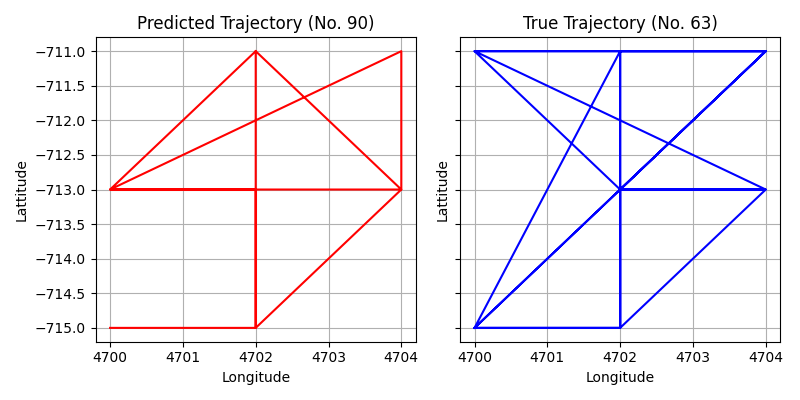 Predicted Trajectory (No. 90)
True Trajectory (No. 63)
−711.0
−711.5
−712.0
−712.5
−713.0
−713.5
−714.0
−714.5
−715.0
Lattitude
Lattitude
4700 4701 4702 4703 4704
4700 4701 4702 4703 4704
Longitude
Longitude